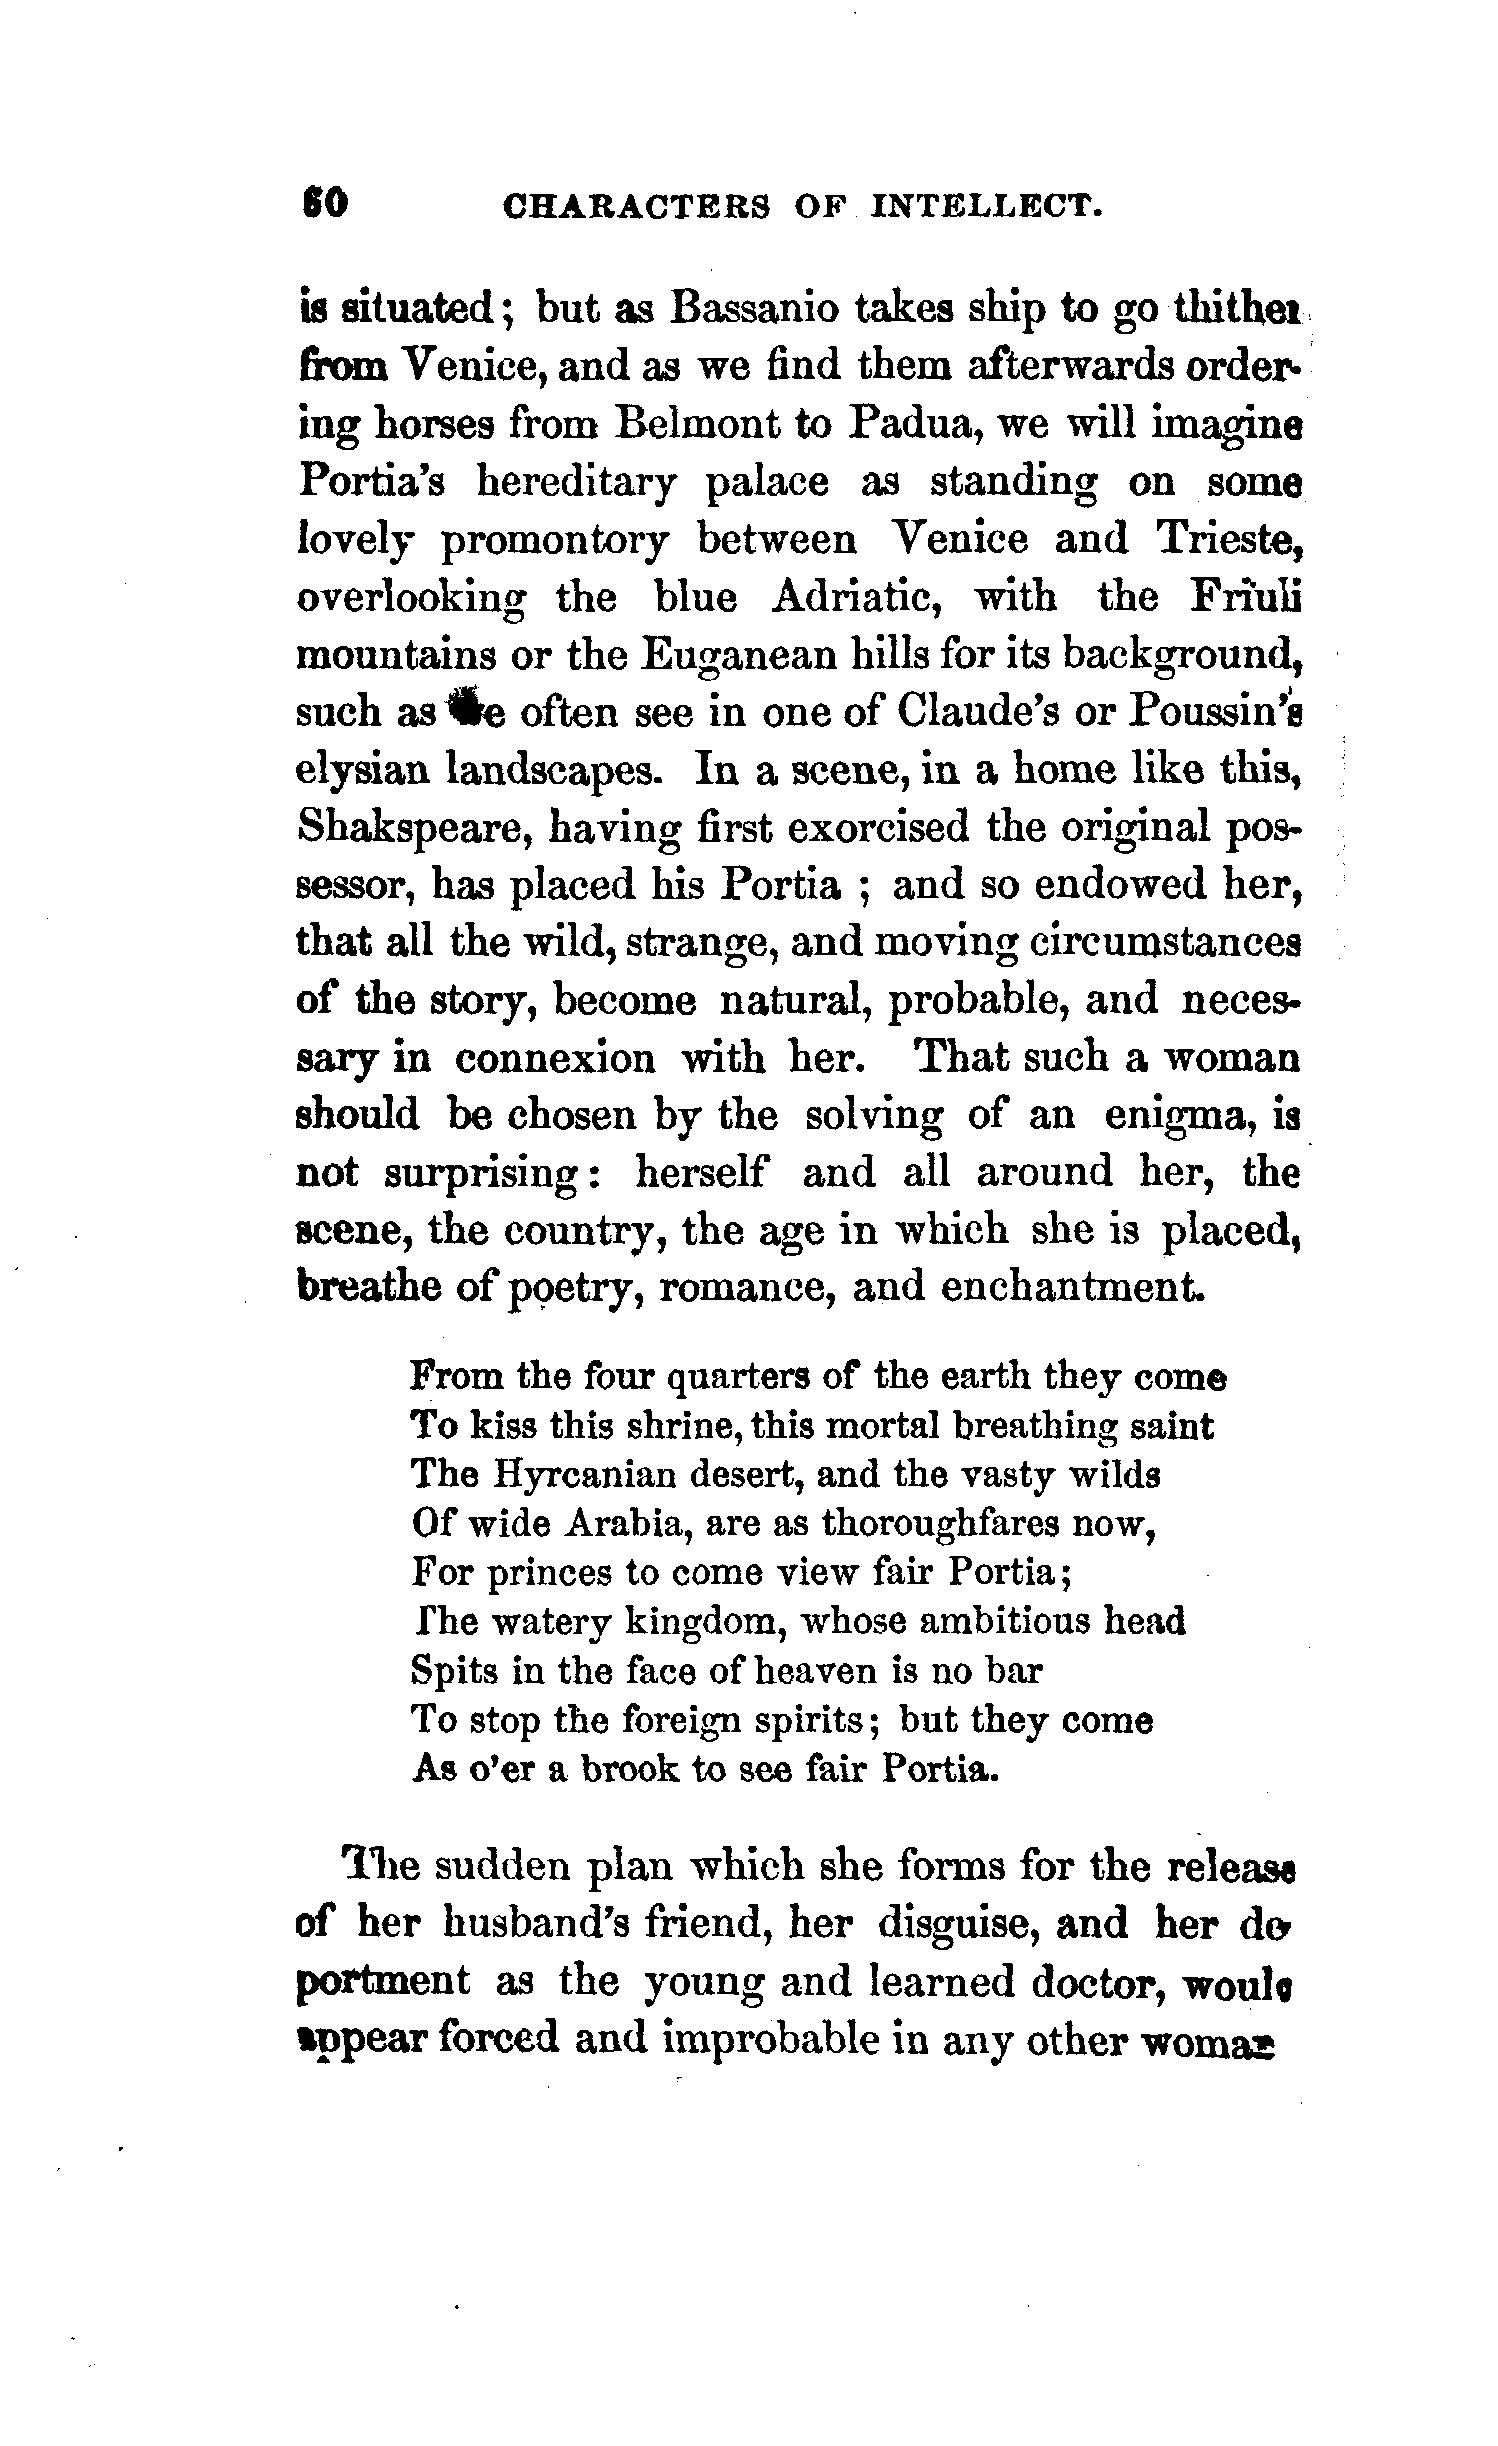 60 CHARACTERS OF INTELLECT.
is situated; but as Bassanio takes ship to go thither
from Venice, and as we find them afterwards order-
ing horses from Belmont to Padua, we will imagine
Portia's hereditary palace as standing on some
lovely promontory between Venice and Trieste,
overlooking the blue Adriatic, with the Friuli
mountains or the Euganean hills for its background,
such as we often see in one of Claude's or Poussin's
elysian landscapes. In a scene, in a home like this,
Shakspeare, having first exorcised the original pos-
sessor, has placed his Portia ; and so endowed her,
that all the wild, strange, and moving circumstances
of the story, become natural, probable, and neces-
sary in connexion with her. That such a woman
should be chosen by the solving of an enigma, is
not surprising: herself and all around her, the
scene, the country, the age in which she is placed,
breathe of poetry, romance, and enchantment.
From the four quarters of the earth they come
To kiss this shrine, this mortal breathing saint
The Hyrcanian desert, and the vasty wilds
Of wide Arabia, are as thoroughfares now,
For princes to come view fair Portia;
The watery kingdom, whose ambitious head
Spits in the face of heaven is no bar
To stop the foreign spirits; but they come
As o'er a brook to see fair Portia.
The sudden plan which she forms for the release
of her husband's friend, her disguise, and her de-
portment as the young and learned doctor, would
appear forced and improbable in any other woman